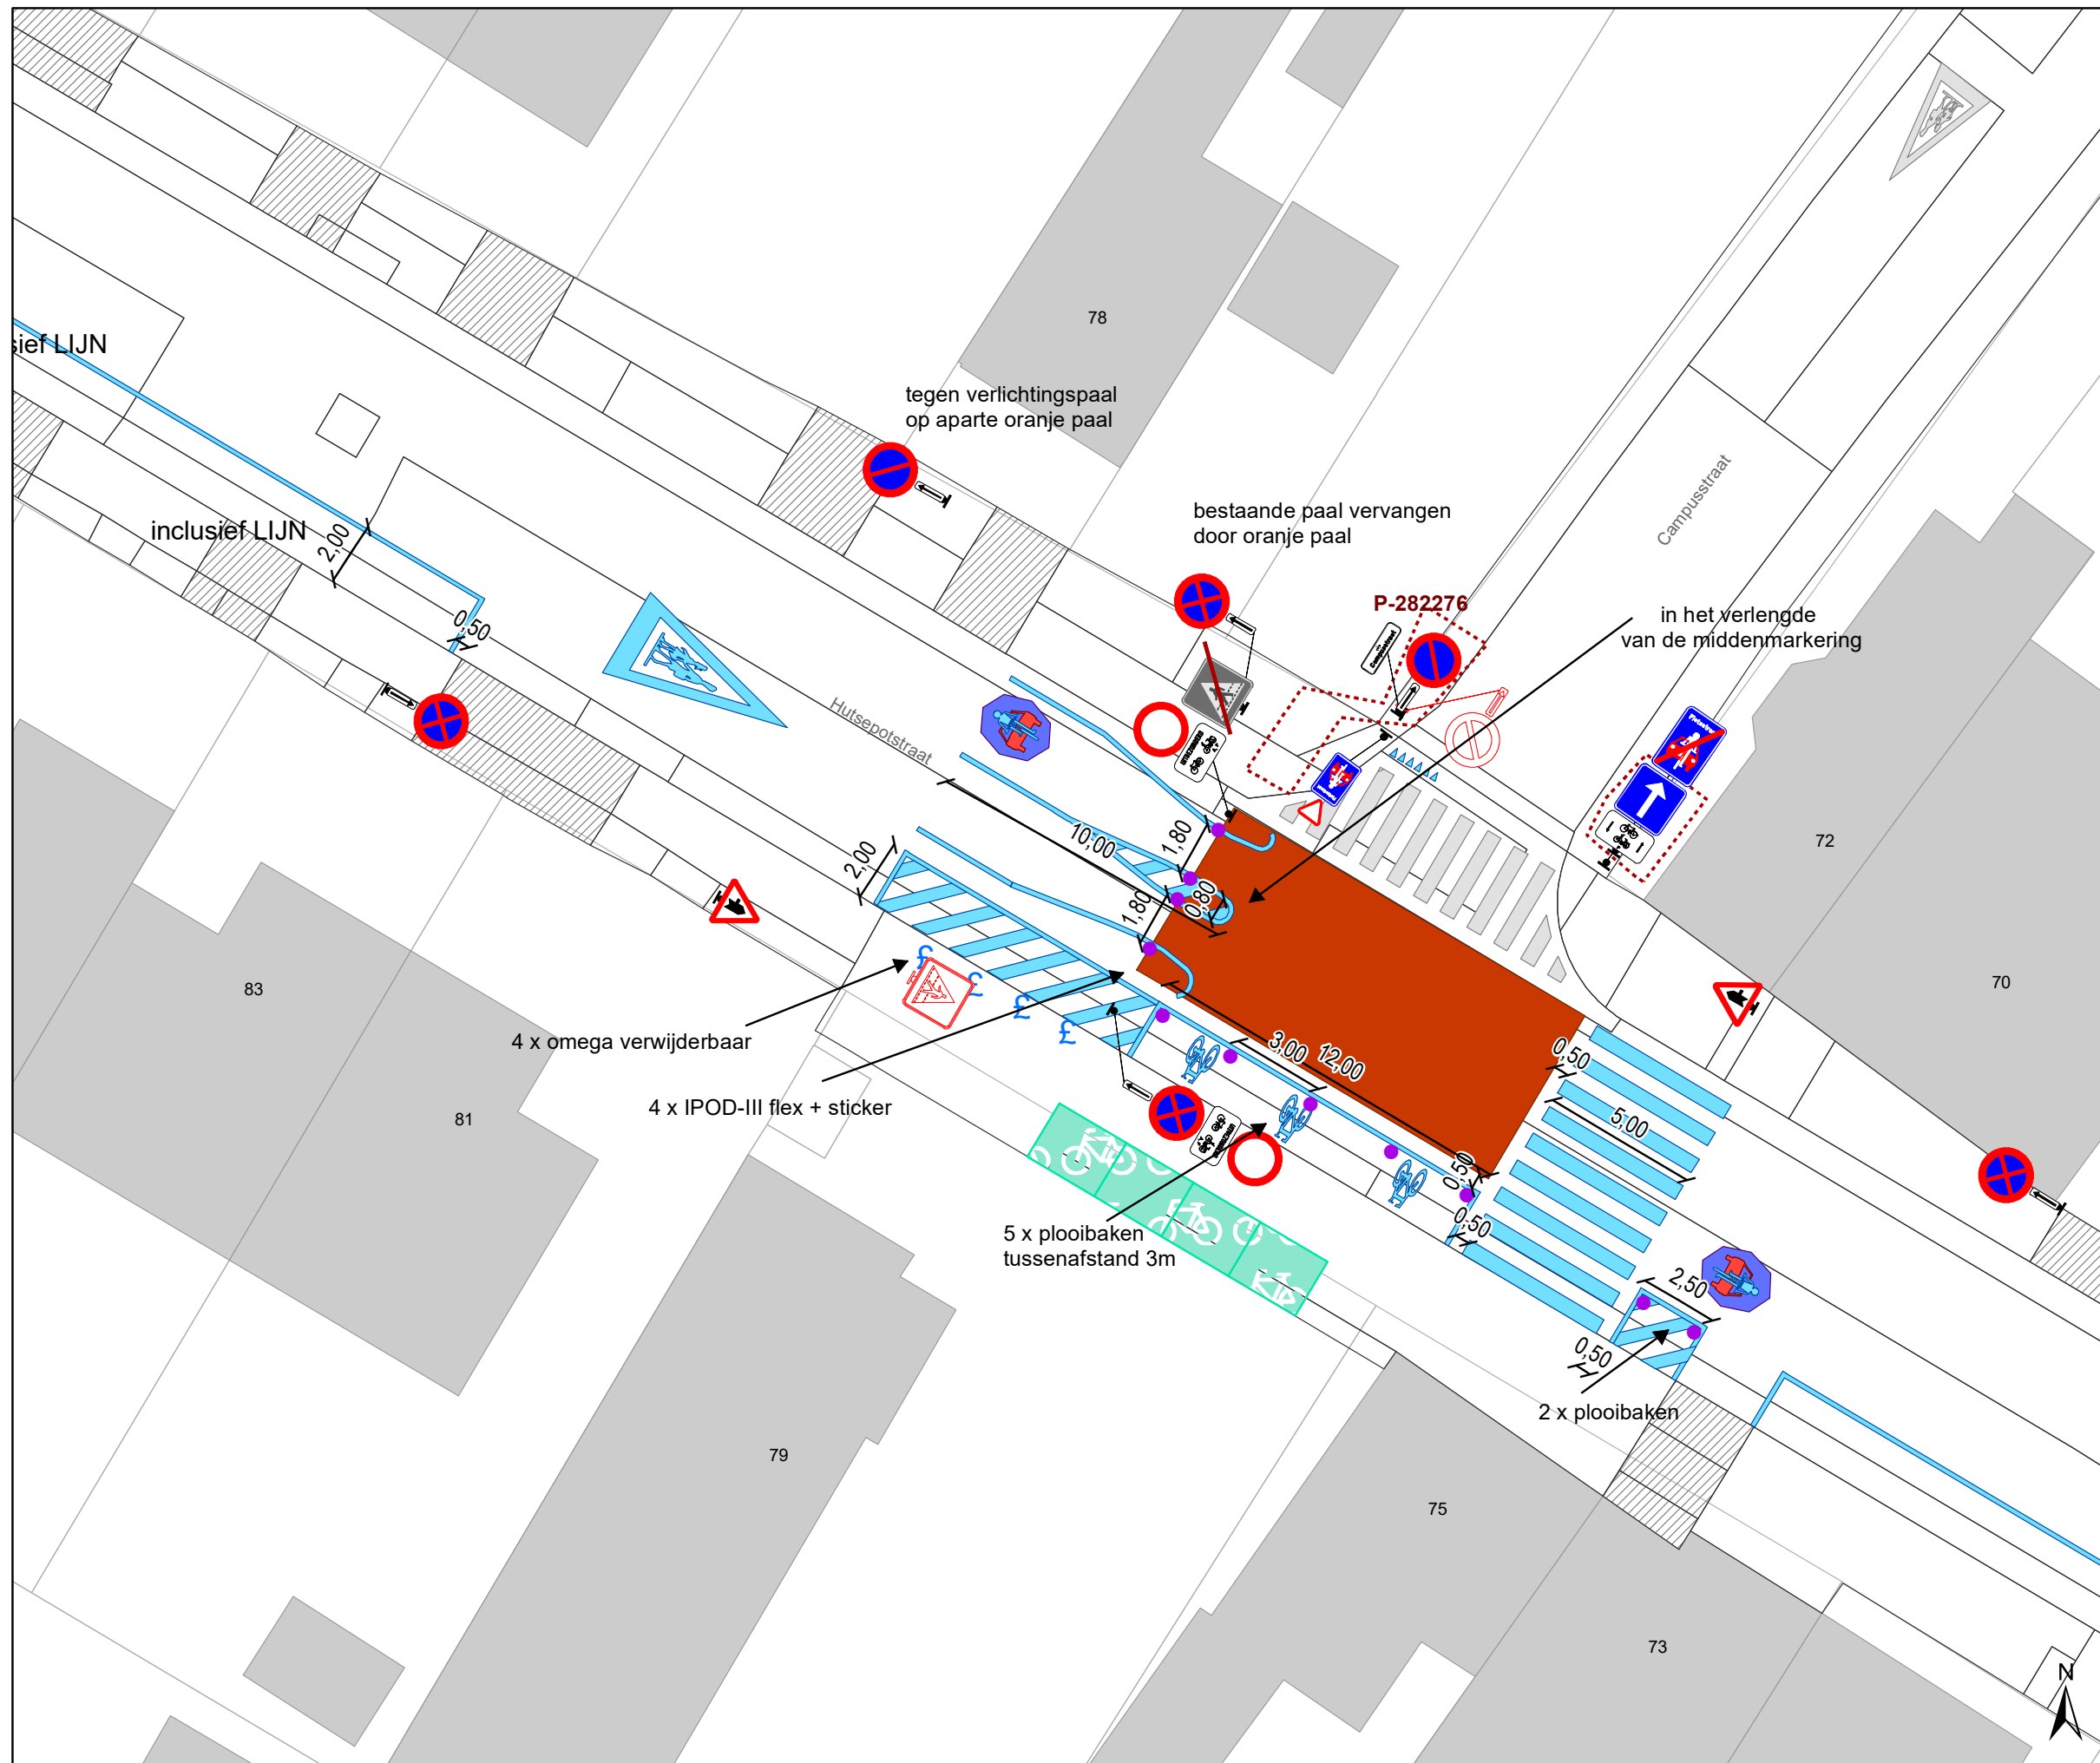 78
sief LIJN
tegen verlichtingspaal
op aparte oranje paal
inclusief LIJN
2,00
0,50
bestaande paal vervangen
door oranje paal
Campusstraat
P-282276
Campusstraat
in het verlengde
van de middenmarkering
Hutsepotstraat
10,00
1,80
0,80
1,80
2,00
72
70
83
81
4 x omega verwijderbaar
4 x IPOD-III flex + sticker
3,00
12,00
0,50
5,00
0,50
0,50
5 x plooibaken
tussenafstand 3m
2,50
0,50
2 x plooibaken
79
75
73
N